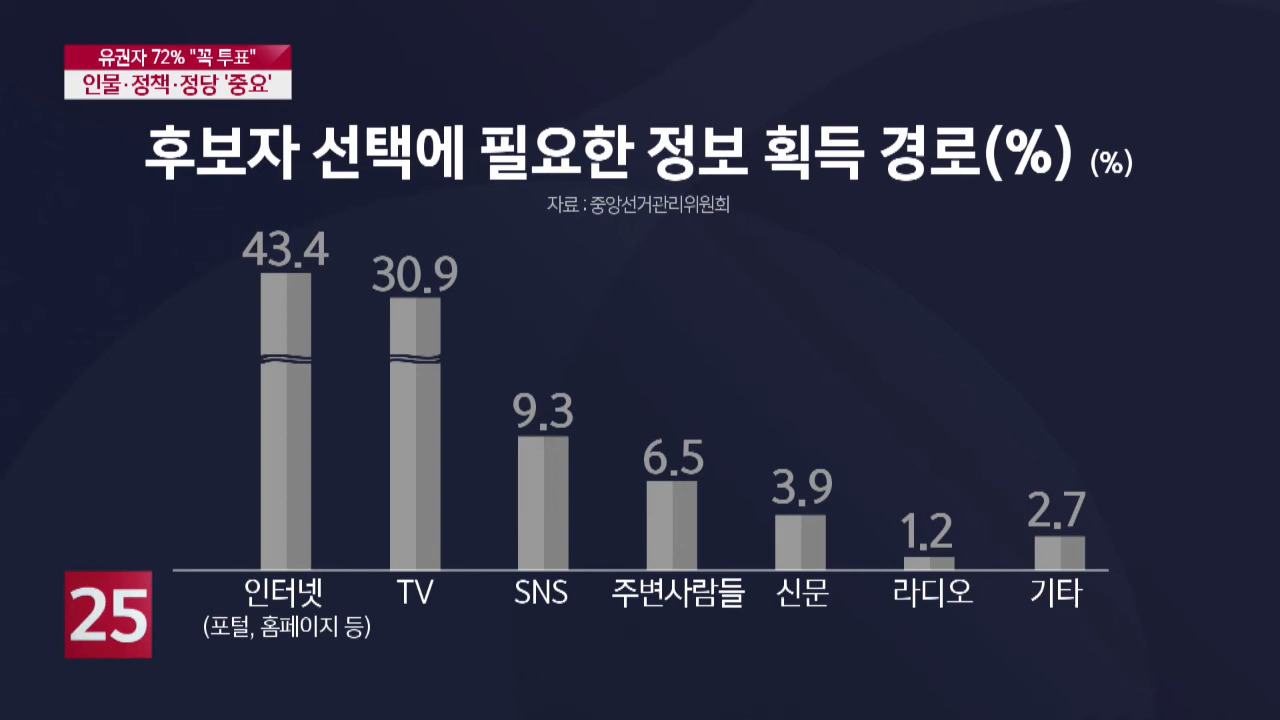 유권자 72% "꼭 투표"
인물·정책·정당 '중요'
후보자 선택에 필요한 정보 획득 경로(%) (%)
자료 : 중앙선거관리위원회
43.4
30.9
9.3
6.5
3.9
1.2
2.7
인터넷 TV SNS 주변사람들 신문 라디오 기타
(포털, 홈페이지 등)
25